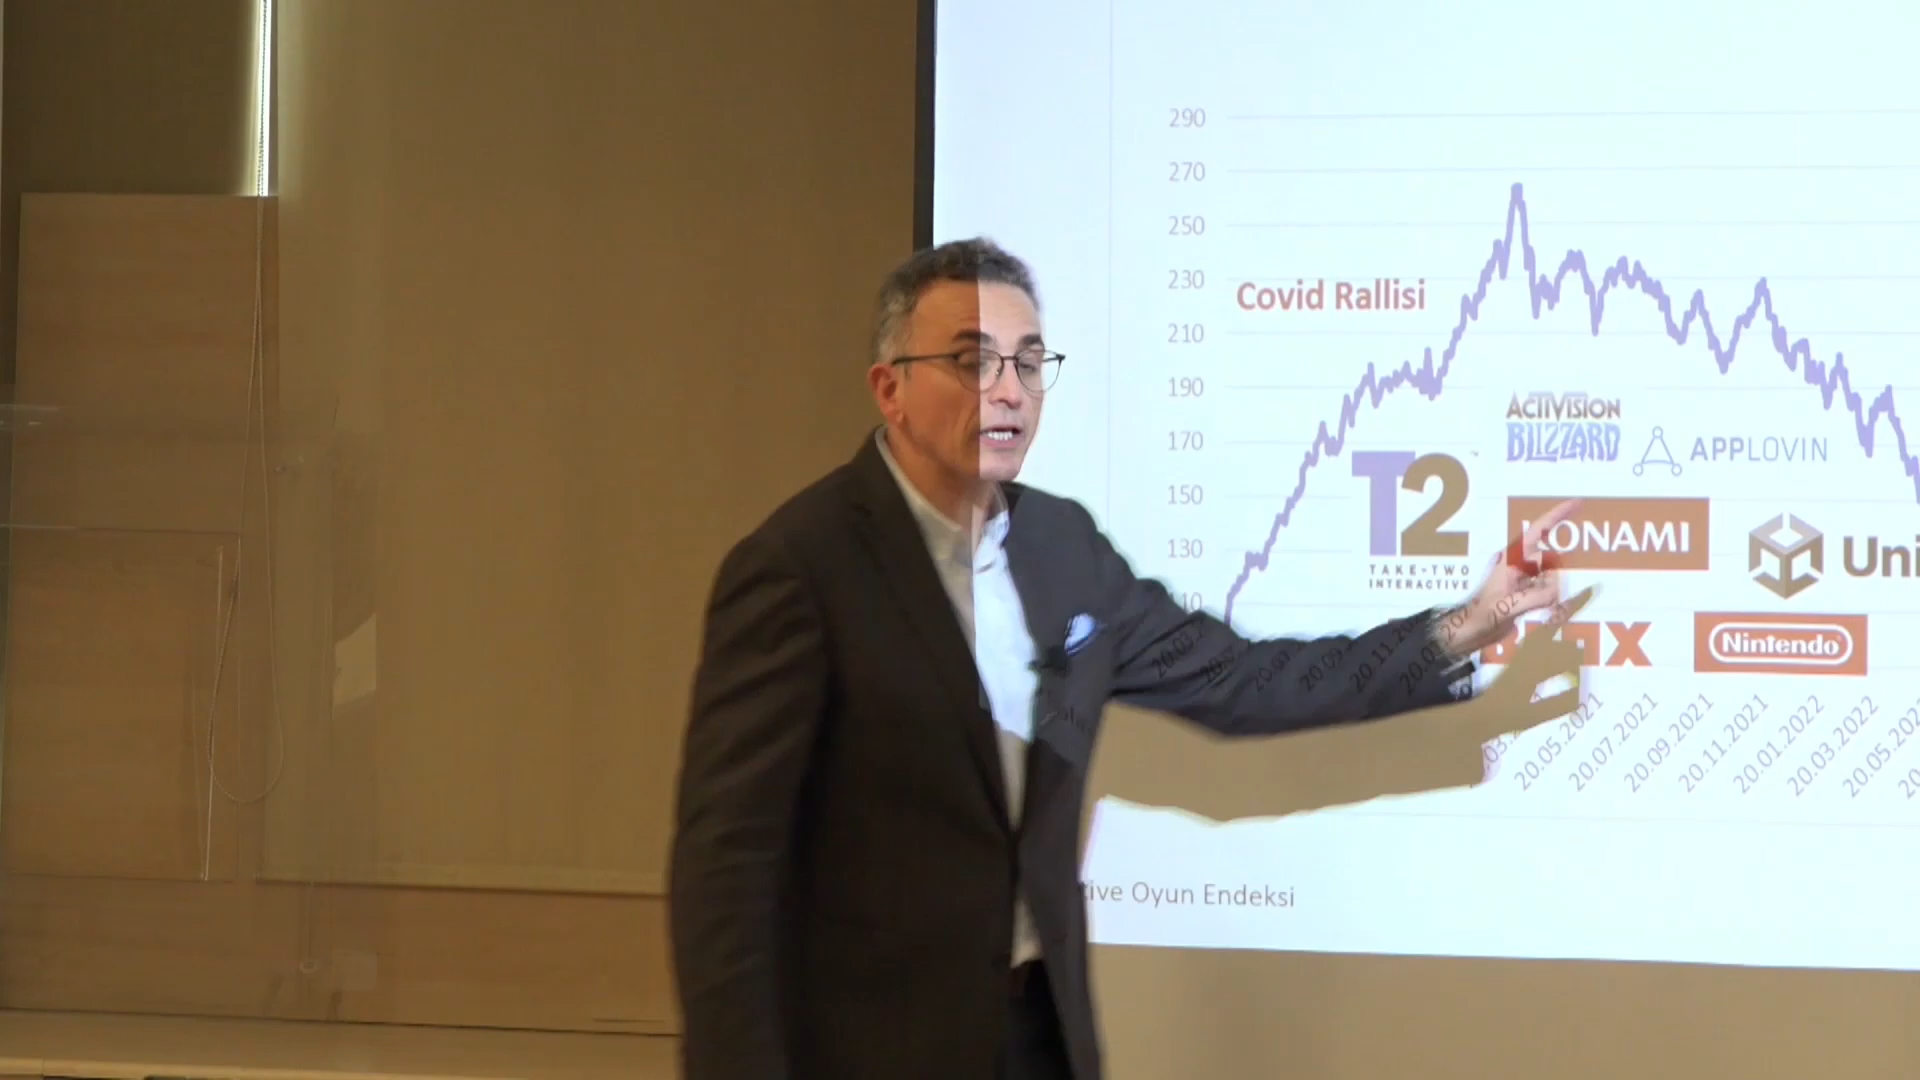 290
270
250
230
210
190
170
150
130
110
Covid Rallisi
ACTIVISION
BLIZZARD
APPLOVIN
T2
TAKE-TWO
INTERACTIVE
KONAMI
Uni
Nintendo
20.05.2021
20.07.2021
20.09.2021
20.11.2021
20.01.2022
20.03.2022
Oyun Endeksi